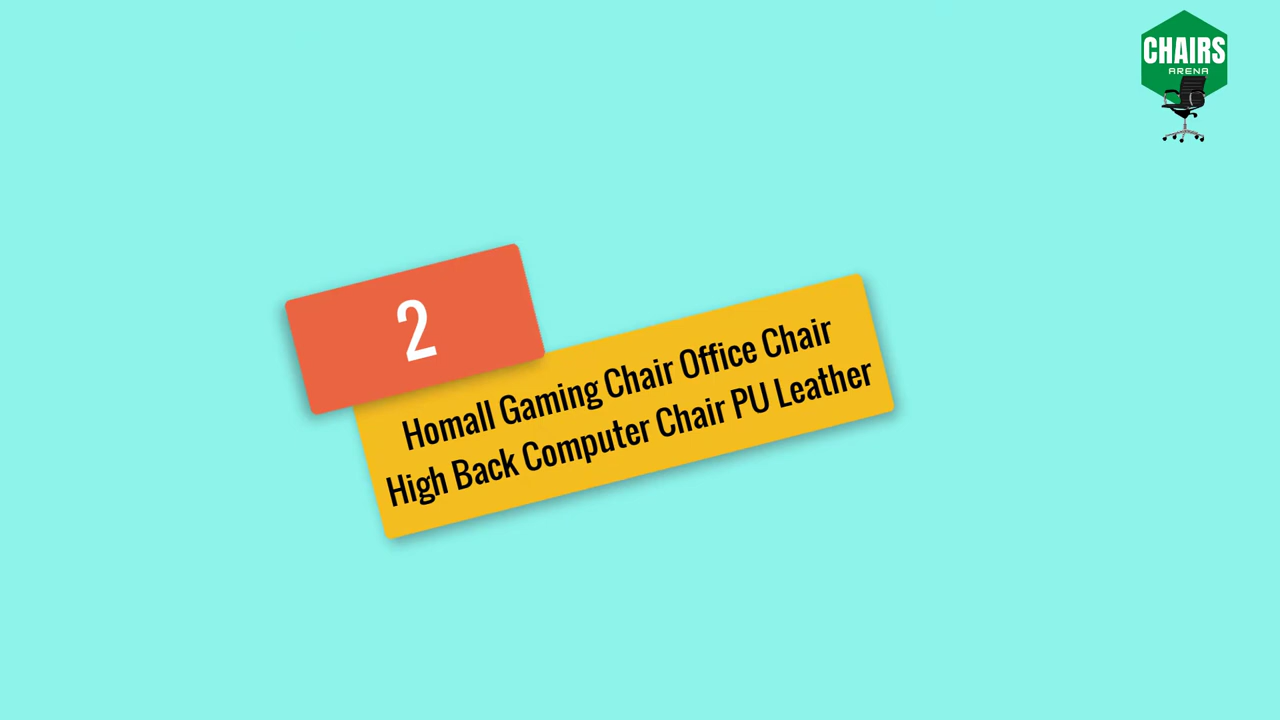 CHAIRS
ARENA
2
Homall Gaming Chair Office Chair
High Back Computer Chair PU Leather